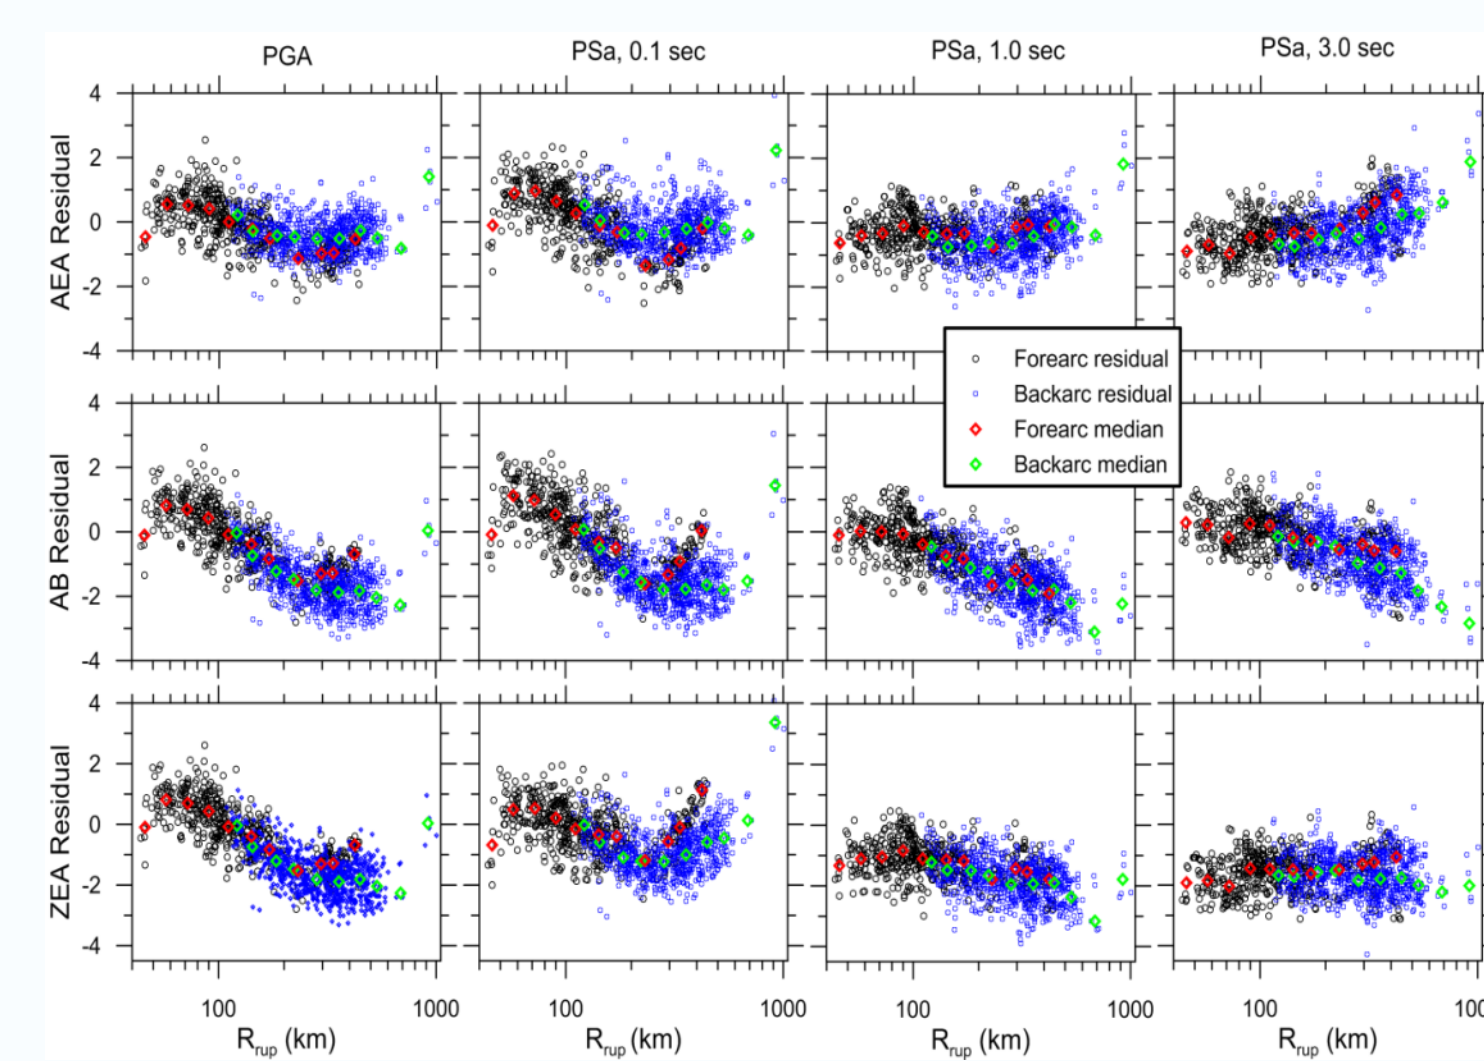 PGA
PSa, 0.1 sec
PSa, 1.0 sec
PSa, 3.0 sec
AEA Residual
4
2
0
-2
-4
Forearc residual
Backarc residual
Forearc median
Backarc median
AB Residual
4
2
0
-2
-4
ZEA Residual
4
2
0
-2
-4
100 1000 100 1000 100 1000 100 100
Rrup (km) Rrup (km) Rrup (km) Rrup (km)